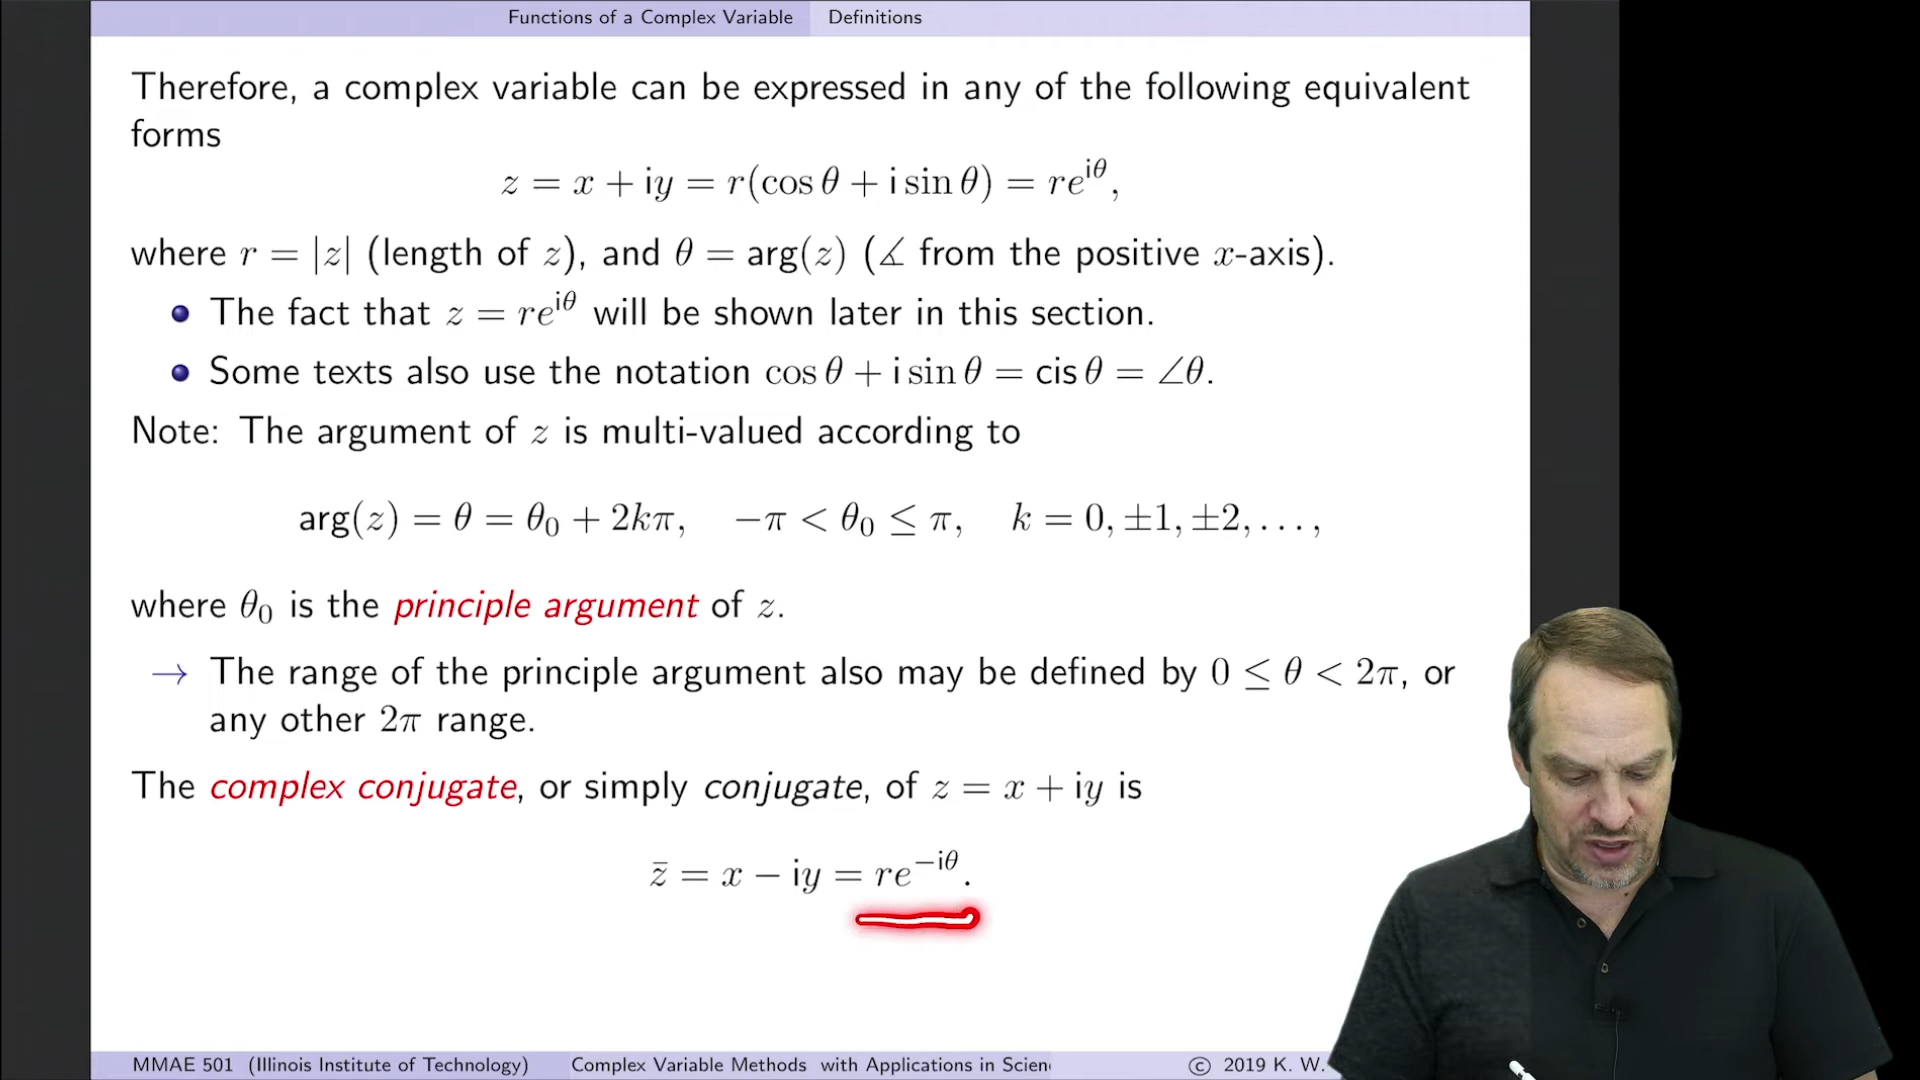 Functions of a Complex Variable Definitions
Therefore, a complex variable can be expressed in any of the following equivalent
forms
z = x + iy = r(cos θ + i sin θ) = re^{iθ},
where r = |z| (length of z), and θ = arg(z) (∡ from the positive x-axis).
• The fact that z = re^{iθ} will be shown later in this section.
• Some texts also use the notation cos θ + i sin θ = cis θ = ∠θ.
Note: The argument of z is multi-valued according to
arg(z) = θ = θ₀ + 2kπ, −π < θ₀ ≤ π, k = 0, ±1, ±2, . . . ,
where θ₀ is the principle argument of z.
→ The range of the principle argument also may be defined by 0 ≤ θ < 2π, or
any other 2π range.
The complex conjugate, or simply conjugate, of z = x + iy is
z̄ = x − iy = re^{−iθ}.
MMAE 501 (Illinois Institute of Technology) Complex Variable Methods with Applications in Scien © 2019 K. W.